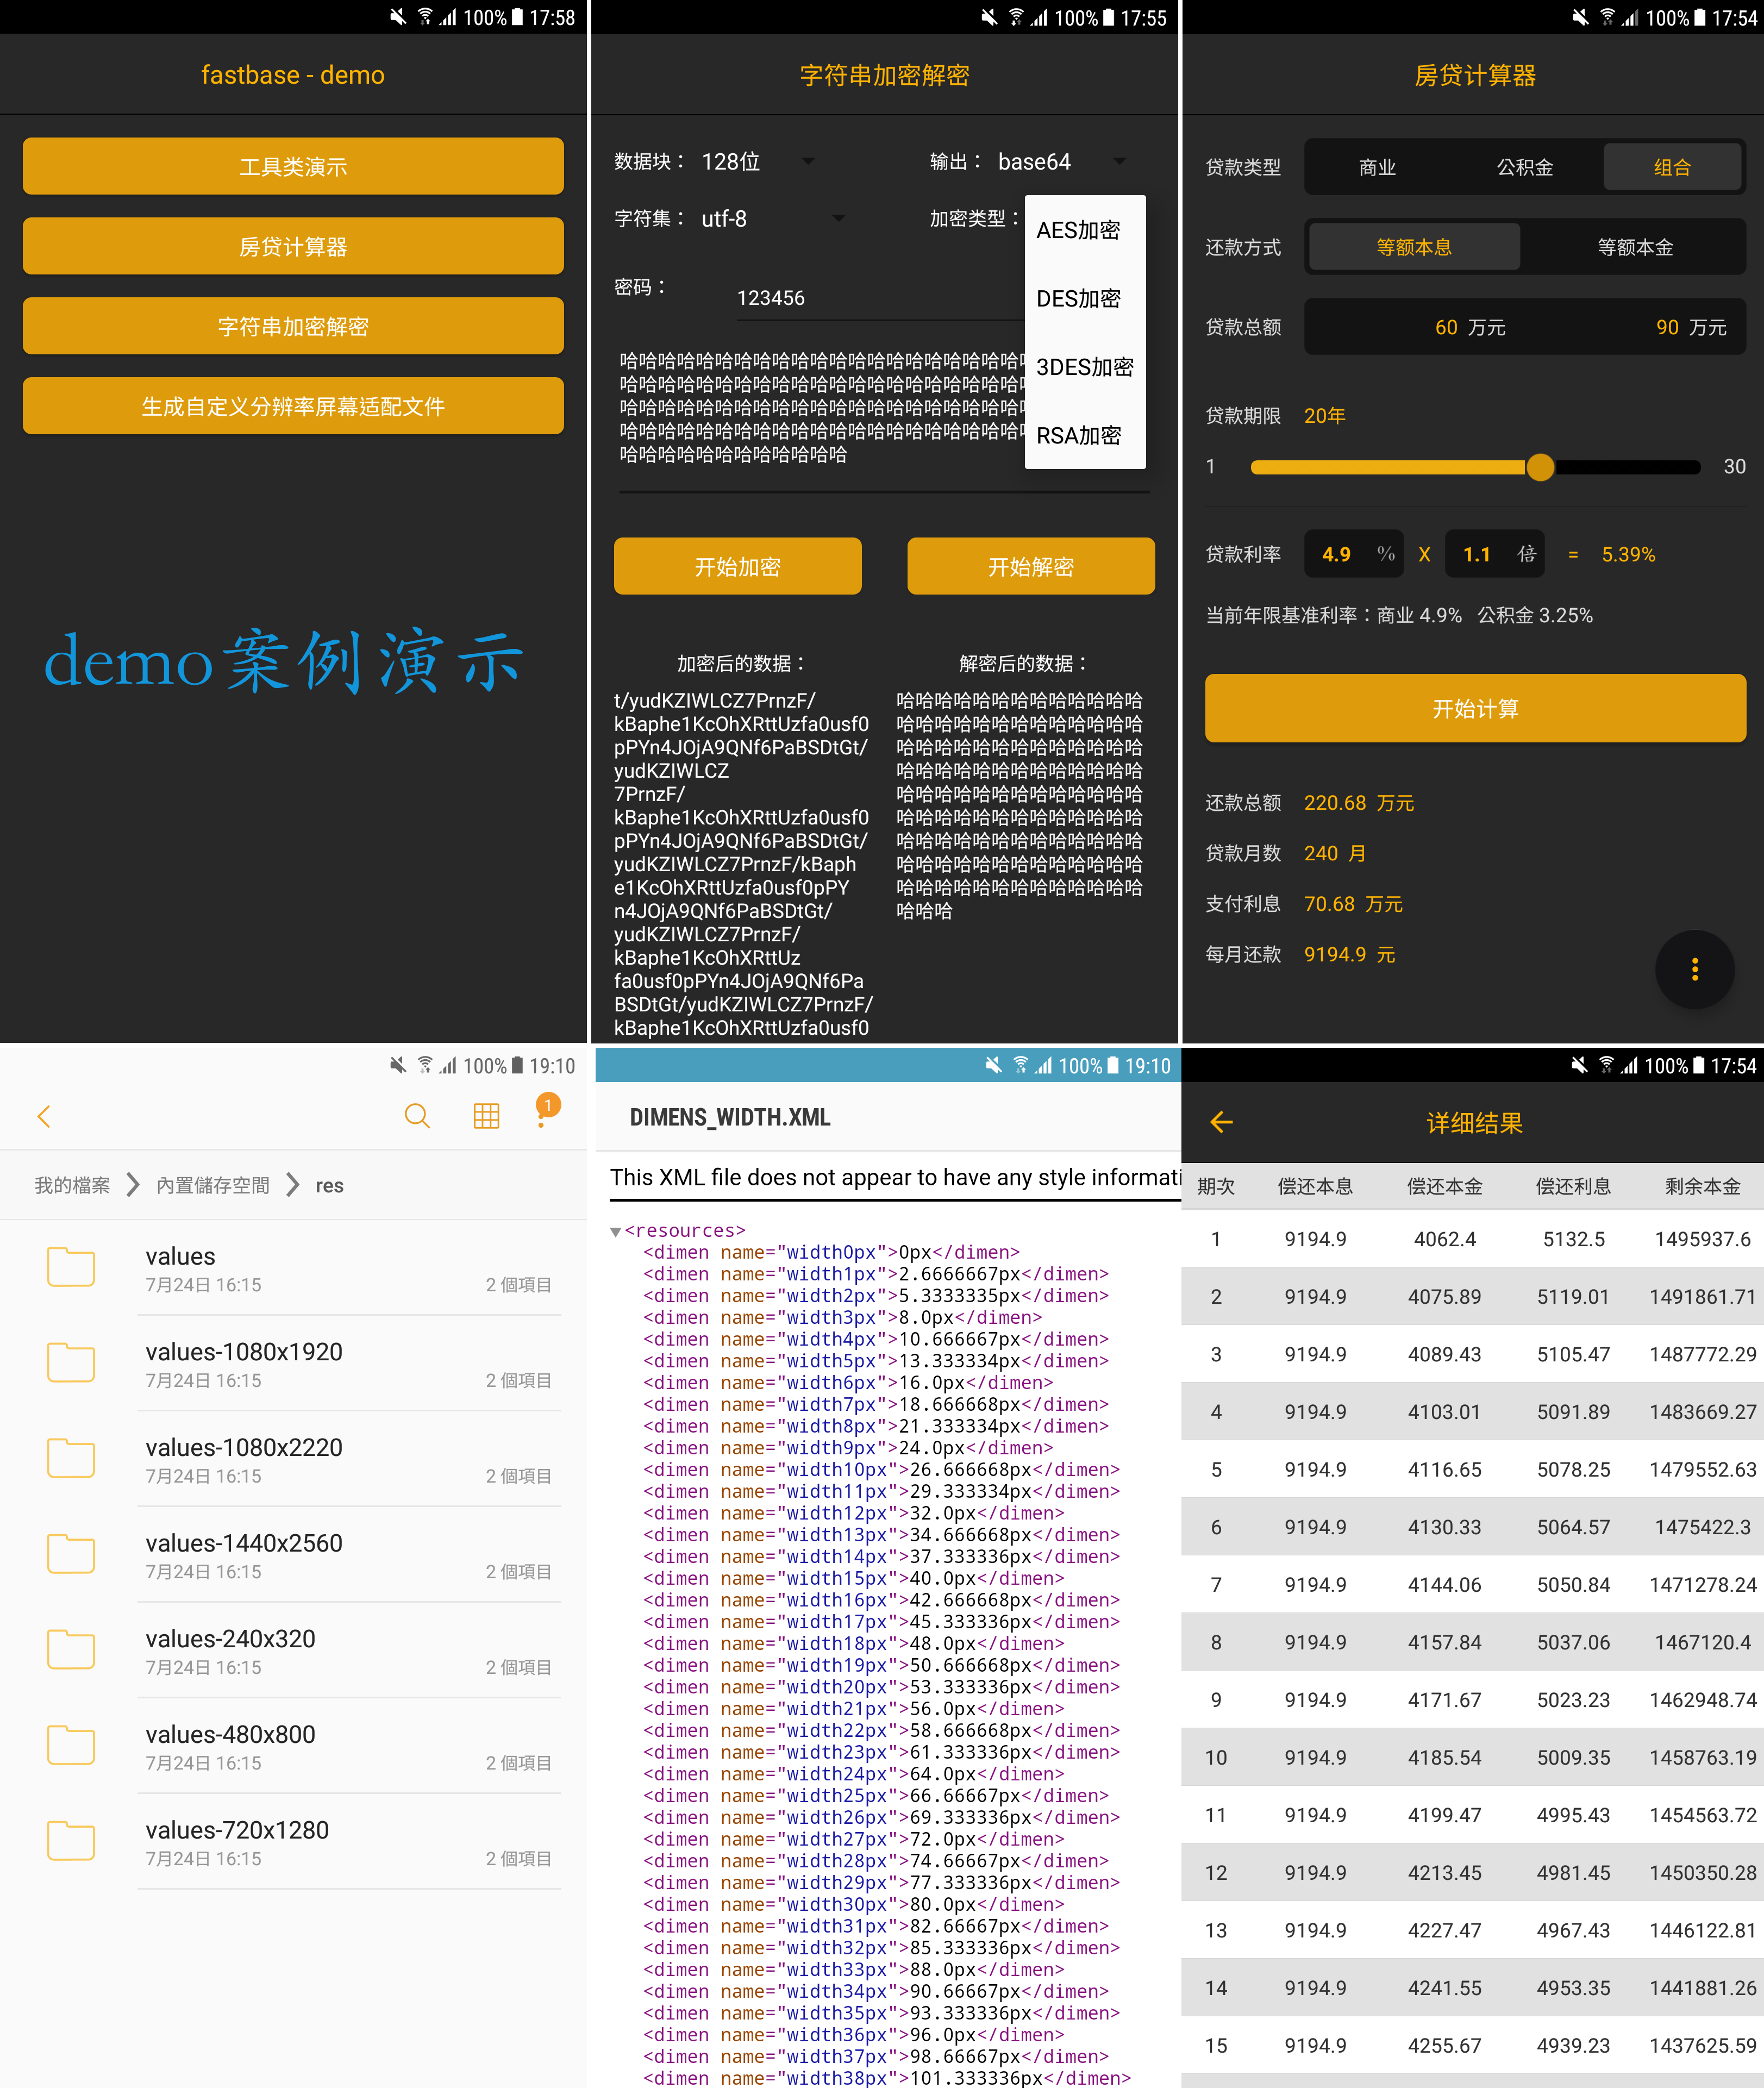 100% 17:58
fastbase - demo
工具类演示
房贷计算器
字符串加密解密
生成自定义分辨率屏幕适配文件
demo案例演示
100% 17:55
字符串加密解密
数据块： 128位 输出： base64
字符集： utf-8 加密类型：
AES加密
DES加密
3DES加密
RSA加密
密码： 123456
哈哈哈哈哈哈哈哈哈哈哈哈哈哈哈哈哈哈哈哈哈
哈哈哈哈哈哈哈哈哈哈哈哈哈哈哈哈哈哈哈哈哈
哈哈哈哈哈哈哈哈哈哈哈哈哈哈哈哈哈哈哈哈哈
哈哈哈哈哈哈哈哈哈哈哈哈哈哈哈哈哈哈哈哈哈
哈哈哈哈哈哈哈哈哈哈哈哈
开始加密 开始解密
加密后的数据：
t/yudKZIWLCZ7PrnzF/
kBaphe1KcOhXRttUzfa0usf0
pPYn4JOjA9QNf6PaBSDtGt/
yudKZIWLCZ
7PrnzF/
kBaphe1KcOhXRttUzfa0usf0
pPYn4JOjA9QNf6PaBSDtGt/
yudKZIWLCZ7PrnzF/kBaph
e1KcOhXRttUzfa0usf0pPY
n4JOjA9QNf6PaBSDtGt/
yudKZIWLCZ7PrnzF/
kBaphe1KcOhXRttUz
fa0usf0pPYn4JOjA9QNf6Pa
BSDtGt/yudKZIWLCZ7PrnzF/
kBaphe1KcOhXRttUzfa0usf0
解密后的数据：
哈哈哈哈哈哈哈哈哈哈哈哈哈
哈哈哈哈哈哈哈哈哈哈哈哈哈
哈哈哈哈哈哈哈哈哈哈哈哈哈
哈哈哈哈哈哈哈哈哈哈哈哈哈
哈哈哈哈哈哈哈哈哈哈哈哈哈
哈哈哈哈哈哈哈哈哈哈哈哈哈
哈哈哈哈哈哈哈哈哈哈哈哈哈
哈哈哈哈哈哈哈哈哈哈哈哈哈
哈哈哈哈哈哈哈哈哈哈哈哈哈
哈哈哈
100% 17:54
房贷计算器
贷款类型 商业 公积金 组合
还款方式 等额本息 等额本金
贷款总额 60 万元 90 万元
贷款期限 20年
1 30
贷款利率 4.9 % X 1.1 倍 = 5.39%
当前年限基准利率：商业 4.9% 公积金 3.25%
开始计算
还款总额 220.68 万元
贷款月数 240 月
支付利息 70.68 万元
每月还款 9194.9 元
100% 19:10
1
我的檔案 內置儲存空間 res
values
7月24日 16:15 2 個項目
values-1080x1920
7月24日 16:15 2 個項目
values-1080x2220
7月24日 16:15 2 個項目
values-1440x2560
7月24日 16:15 2 個項目
values-240x320
7月24日 16:15 2 個項目
values-480x800
7月24日 16:15 2 個項目
values-720x1280
7月24日 16:15 2 個項目
100% 19:10
DIMENS_WIDTH.XML
This XML file does not appear to have any style informati
<resources>
<dimen name="width0px">0px</dimen>
<dimen name="width1px">2.6666667px</dimen>
<dimen name="width2px">5.3333335px</dimen>
<dimen name="width3px">8.0px</dimen>
<dimen name="width4px">10.666667px</dimen>
<dimen name="width5px">13.333334px</dimen>
<dimen name="width6px">16.0px</dimen>
<dimen name="width7px">18.666668px</dimen>
<dimen name="width8px">21.333334px</dimen>
<dimen name="width9px">24.0px</dimen>
<dimen name="width10px">26.666668px</dimen>
<dimen name="width11px">29.333334px</dimen>
<dimen name="width12px">32.0px</dimen>
<dimen name="width13px">34.666668px</dimen>
<dimen name="width14px">37.333336px</dimen>
<dimen name="width15px">40.0px</dimen>
<dimen name="width16px">42.666668px</dimen>
<dimen name="width17px">45.333336px</dimen>
<dimen name="width18px">48.0px</dimen>
<dimen name="width19px">50.666668px</dimen>
<dimen name="width20px">53.333336px</dimen>
<dimen name="width21px">56.0px</dimen>
<dimen name="width22px">58.666668px</dimen>
<dimen name="width23px">61.333336px</dimen>
<dimen name="width24px">64.0px</dimen>
<dimen name="width25px">66.66667px</dimen>
<dimen name="width26px">69.333336px</dimen>
<dimen name="width27px">72.0px</dimen>
<dimen name="width28px">74.66667px</dimen>
<dimen name="width29px">77.333336px</dimen>
<dimen name="width30px">80.0px</dimen>
<dimen name="width31px">82.66667px</dimen>
<dimen name="width32px">85.333336px</dimen>
<dimen name="width33px">88.0px</dimen>
<dimen name="width34px">90.66667px</dimen>
<dimen name="width35px">93.333336px</dimen>
<dimen name="width36px">96.0px</dimen>
<dimen name="width37px">98.66667px</dimen>
<dimen name="width38px">101.333336px</dimen>
100% 17:54
详细结果
期次 偿还本息 偿还本金 偿还利息 剩余本金
1 9194.9 4062.4 5132.5 1495937.6
2 9194.9 4075.89 5119.01 1491861.71
3 9194.9 4089.43 5105.47 1487772.29
4 9194.9 4103.01 5091.89 1483669.27
5 9194.9 4116.65 5078.25 1479552.63
6 9194.9 4130.33 5064.57 1475422.3
7 9194.9 4144.06 5050.84 1471278.24
8 9194.9 4157.84 5037.06 1467120.4
9 9194.9 4171.67 5023.23 1462948.74
10 9194.9 4185.54 5009.35 1458763.19
11 9194.9 4199.47 4995.43 1454563.72
12 9194.9 4213.45 4981.45 1450350.28
13 9194.9 4227.47 4967.43 1446122.81
14 9194.9 4241.55 4953.35 1441881.26
15 9194.9 4255.67 4939.23 1437625.59